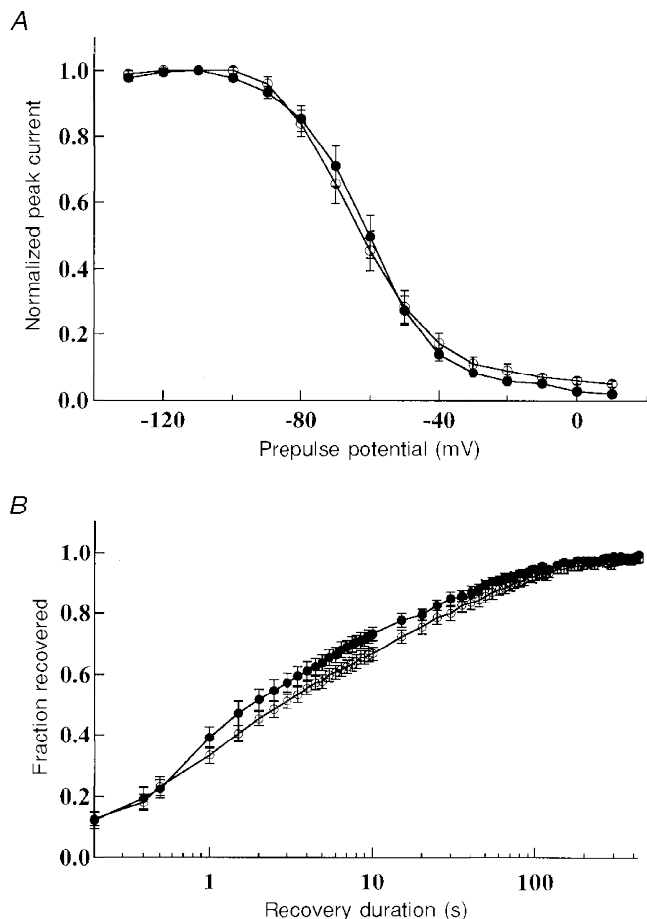 A
Normalized peak current
1.0
0.8
0.6
0.4
0.2
0.0
-120 -80 -40 0
Prepulse potential (mV)
B
Fraction recovered
1.0
0.8
0.6
0.4
0.2
0.0
1 10 100
Recovery duration (s)